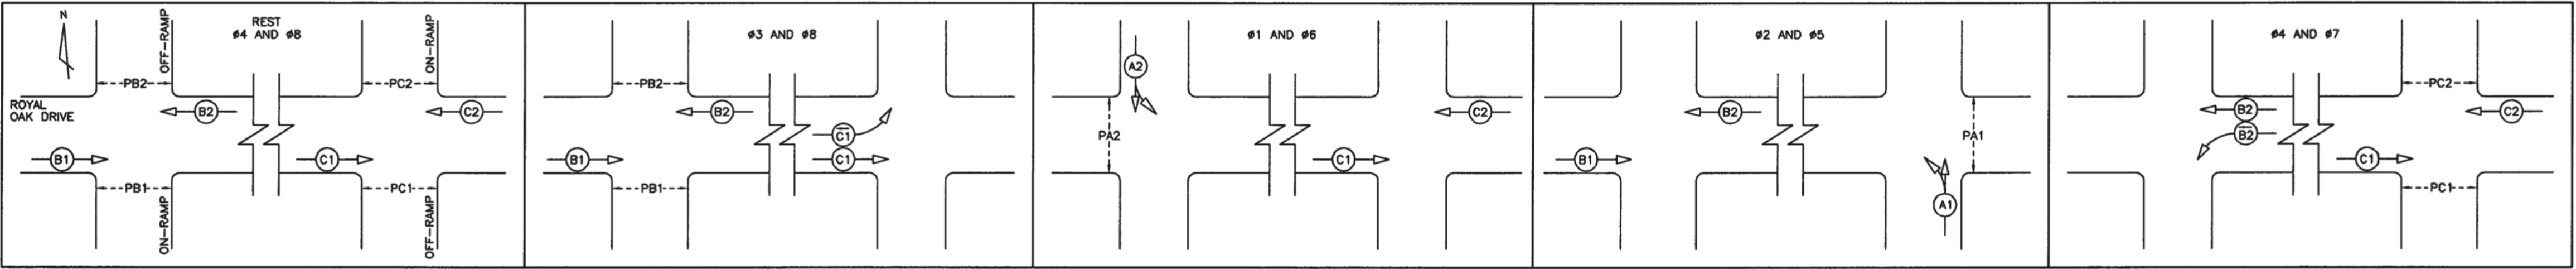 N
OFF-RAMP
REST
ø4 AND ø8
ON-RAMP
PB2
PC2
ROYAL
OAK DRIVE
B2
C2
B1
C1
PB1
PC1
ON-RAMP
OFF-RAMP
ø3 AND ø8
PB2
B2
C̅1̅
B1
C1
PB1
ø1 AND ø6
A2
C2
PA2
C1
ø2 AND ø5
B2
PA1
B1
A1
ø4 AND ø7
PC2
B2
C2
B̅2̅
C1
PC1